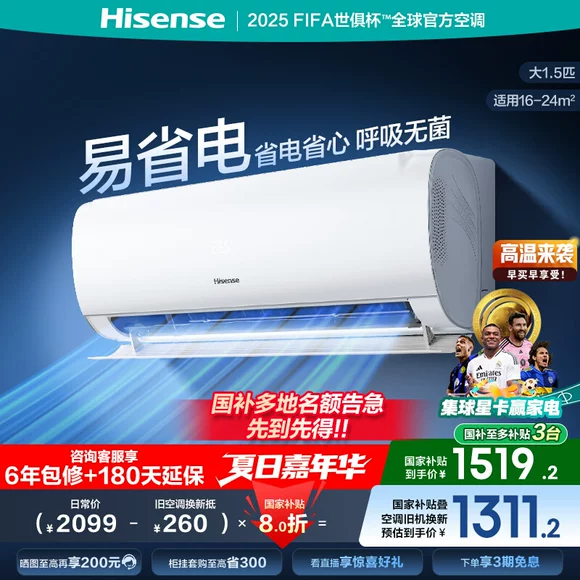 Hisense | 2025 FIFA世俱杯™全球官方空调
大1.5匹
适用16-24m²
易省电 省电省心 呼吸无菌
Hisense
高温来袭
早买早享受!
集球星卡赢家电
国补多地名额告急
先到先得!!
国补至多补贴3台
咨询客服享
6年包修+180天延保
夏日嘉年华
国家补贴
到手价 ¥1519.2
日常价
(¥2099 - 旧空调换新抵 ¥260) × 国家补贴 8.0折 =
国家补贴叠
空调旧机换新
预估到手价 ¥1311.2
晒图至高再享200元
柜挂套购至高省300
看直播享惊喜好礼
下单享3期免息